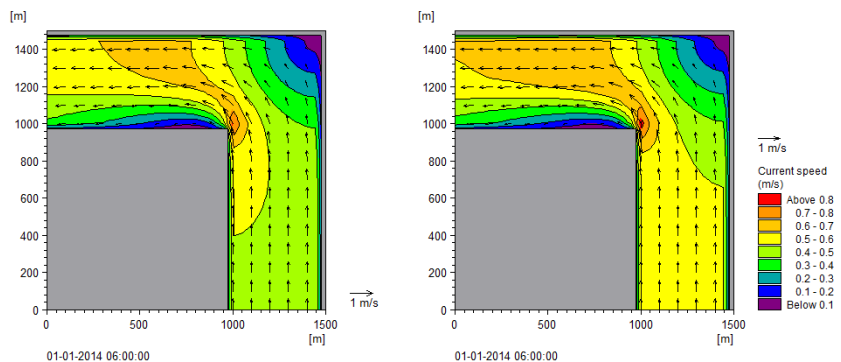 [m]
1400
1200
1000
800
600
400
200
0
0 500 1000 1500
[m]
1 m/s
01-01-2014 06:00:00
[m]
1400
1200
1000
800
600
400
200
0
0 500 1000 1500
[m]
01-01-2014 06:00:00
1 m/s
Current speed
(m/s)
Above 0.8
0.7 - 0.8
0.6 - 0.7
0.5 - 0.6
0.4 - 0.5
0.3 - 0.4
0.2 - 0.3
0.1 - 0.2
Below 0.1